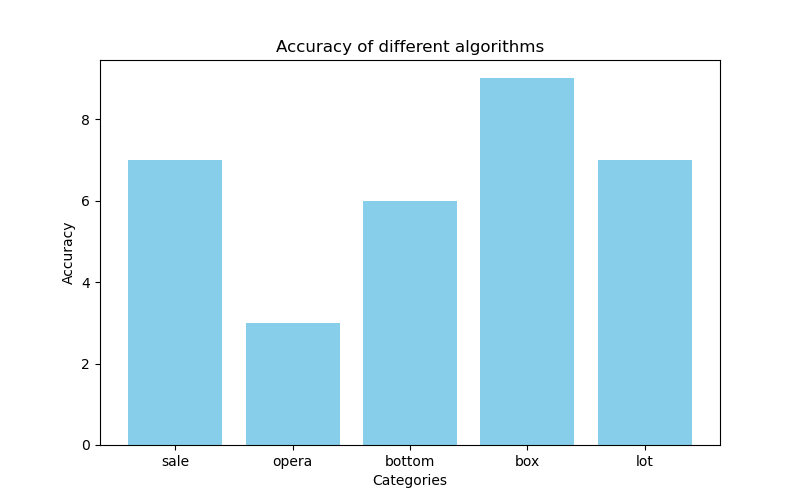 Accuracy of different algorithms
Accuracy
8
6
4
2
0
sale opera bottom box lot
Categories